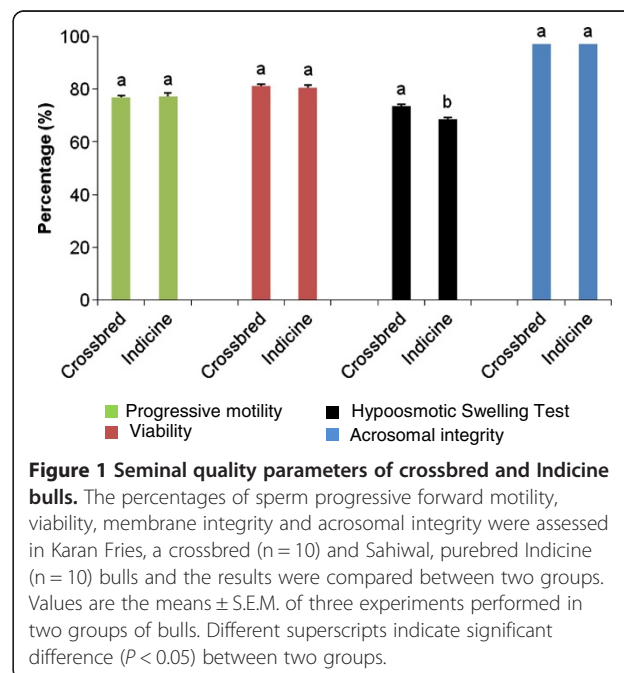 100
80
60
40
20
0
Percentage (%)
a a a a a b a a
Crossbred Indicine Crossbred Indicine Crossbred Indicine Crossbred Indicine
Progressive motility Hypoosmotic Swelling Test
Viability Acrosomal integrity
Figure 1 Seminal quality parameters of crossbred and Indicine
bulls. The percentages of sperm progressive forward motility,
viability, membrane integrity and acrosomal integrity were assessed
in Karan Fries, a crossbred (n = 10) and Sahiwal, purebred Indicine
(n = 10) bulls and the results were compared between two groups.
Values are the means ± S.E.M. of three experiments performed in
two groups of bulls. Different superscripts indicate significant
difference (P < 0.05) between two groups.